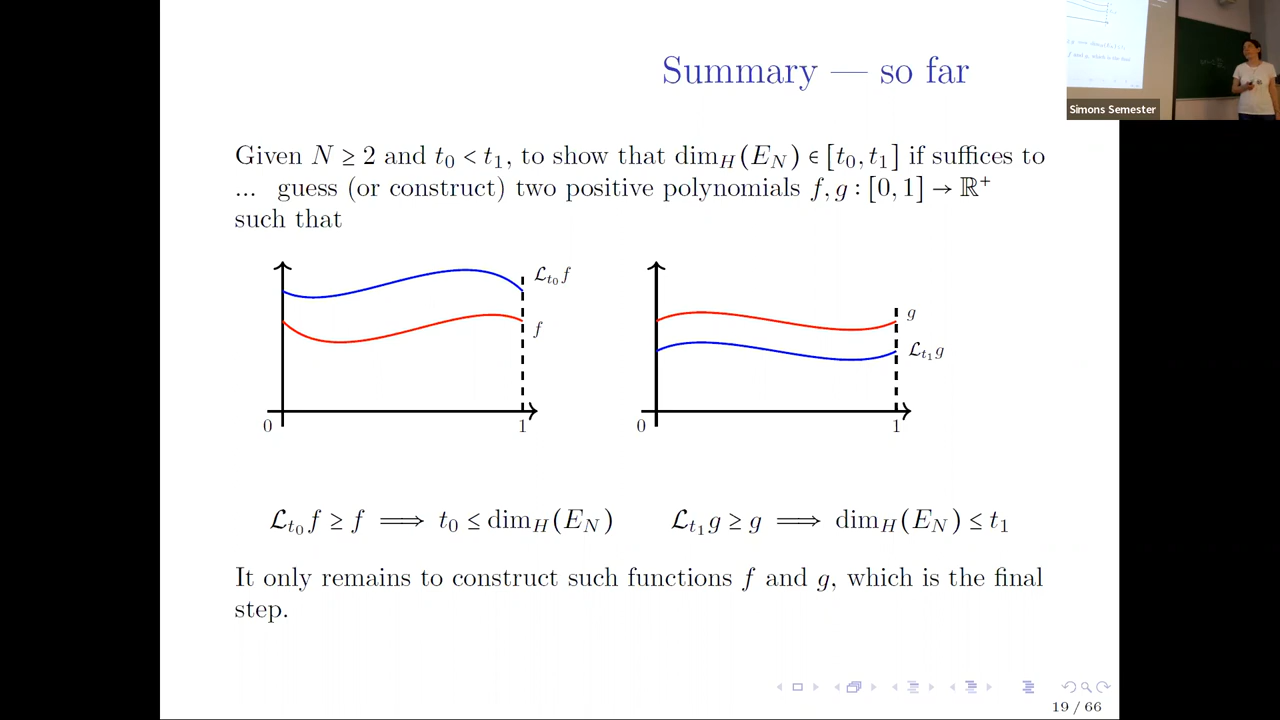 Summary — so far
Simons Semester
Given N ≥ 2 and t₀ < t₁, to show that dim_H(E_N) ∈ [t₀, t₁] if suffices to
... guess (or construct) two positive polynomials f, g : [0, 1] → ℝ⁺
such that
ℒ_{t₀} f
f
0
1
g
ℒ_{t₁} g
0
1
ℒ_{t₀} f ≥ f ⟹ t₀ ≤ dim_H(E_N)
ℒ_{t₁} g ≥ g ⟹ dim_H(E_N) ≤ t₁
It only remains to construct such functions f and g, which is the final
step.
19 / 66